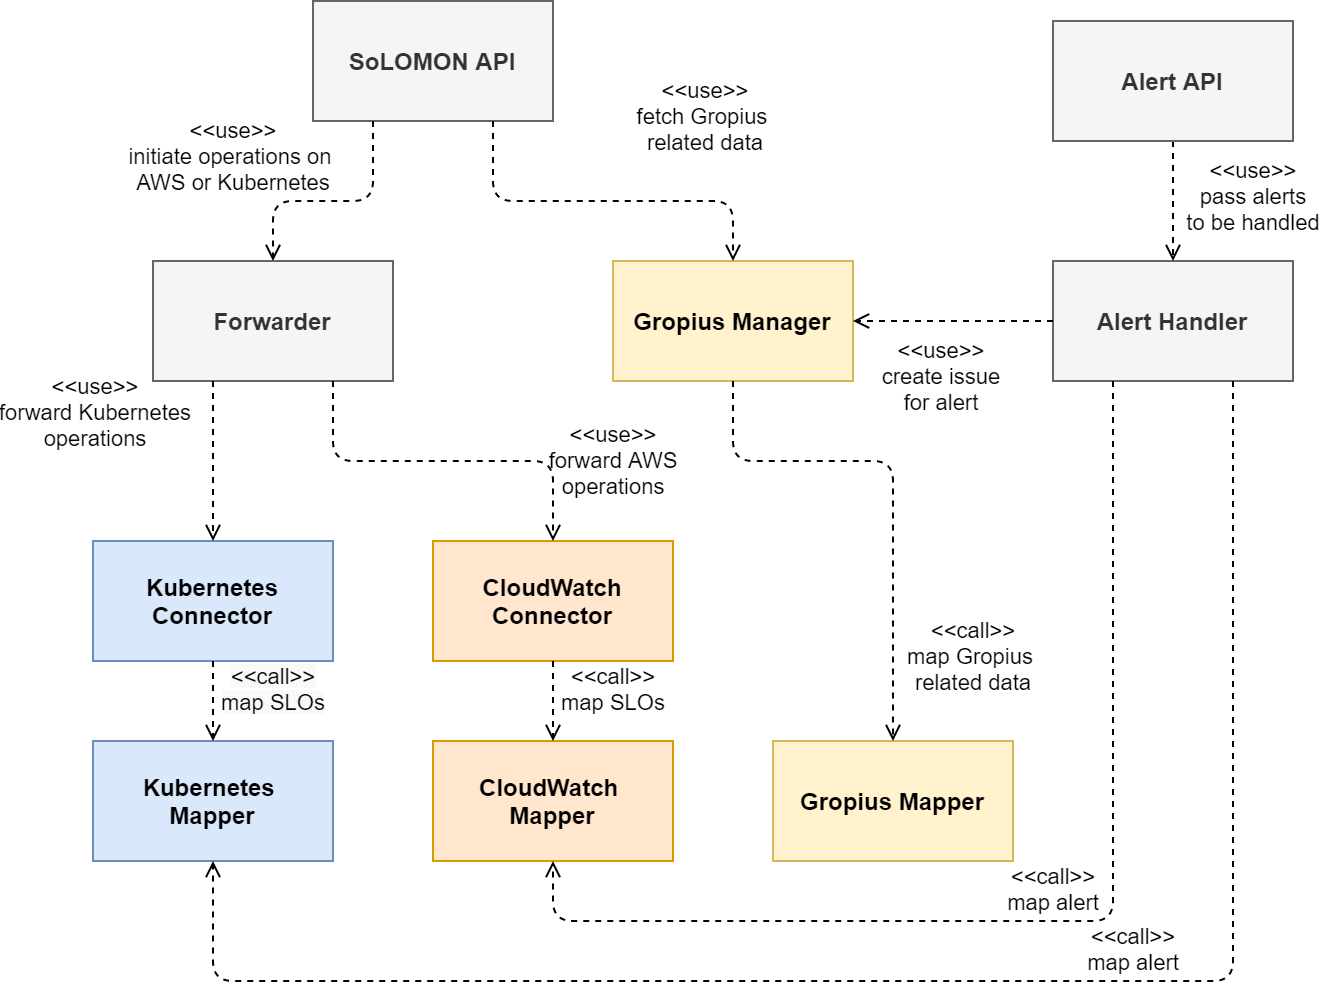 SoLOMON API
Alert API
<<use>>
fetch Gropius
related data
<<use>>
initiate operations on
AWS or Kubernetes
<<use>>
pass alerts
to be handled
Forwarder
Gropius Manager
Alert Handler
<<use>>
create issue
for alert
<<use>>
forward Kubernetes
operations
<<use>>
forward AWS
operations
Kubernetes
Connector
CloudWatch
Connector
<<call>>
map Gropius
related data
<<call>>
map SLOs
<<call>>
map SLOs
Kubernetes
Mapper
CloudWatch
Mapper
Gropius Mapper
<<call>>
map alert
<<call>>
map alert